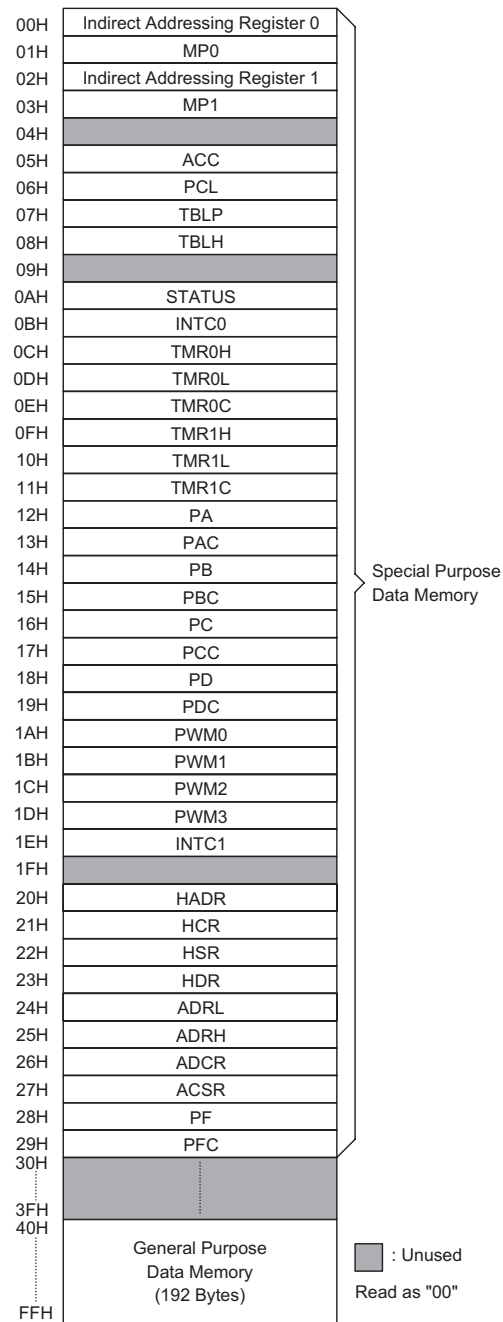 00H Indirect Addressing Register 0
01H MP0
02H Indirect Addressing Register 1
03H MP1
04H
05H ACC
06H PCL
07H TBLP
08H TBLH
09H
0AH STATUS
0BH INTC0
0CH TMR0H
0DH TMR0L
0EH TMR0C
0FH TMR1H
10H TMR1L
11H TMR1C
12H PA
13H PAC
14H PB
15H PBC
16H PC
17H PCC
18H PD
19H PDC
1AH PWM0
1BH PWM1
1CH PWM2
1DH PWM3
1EH INTC1
1FH
20H HADR
21H HCR
22H HSR
23H HDR
24H ADRL
25H ADRH
26H ADCR
27H ACSR
28H PF
29H PFC
30H
3FH
40H
FFH
General Purpose
Data Memory
(192 Bytes)
Special Purpose
Data Memory
: Unused
Read as "00"